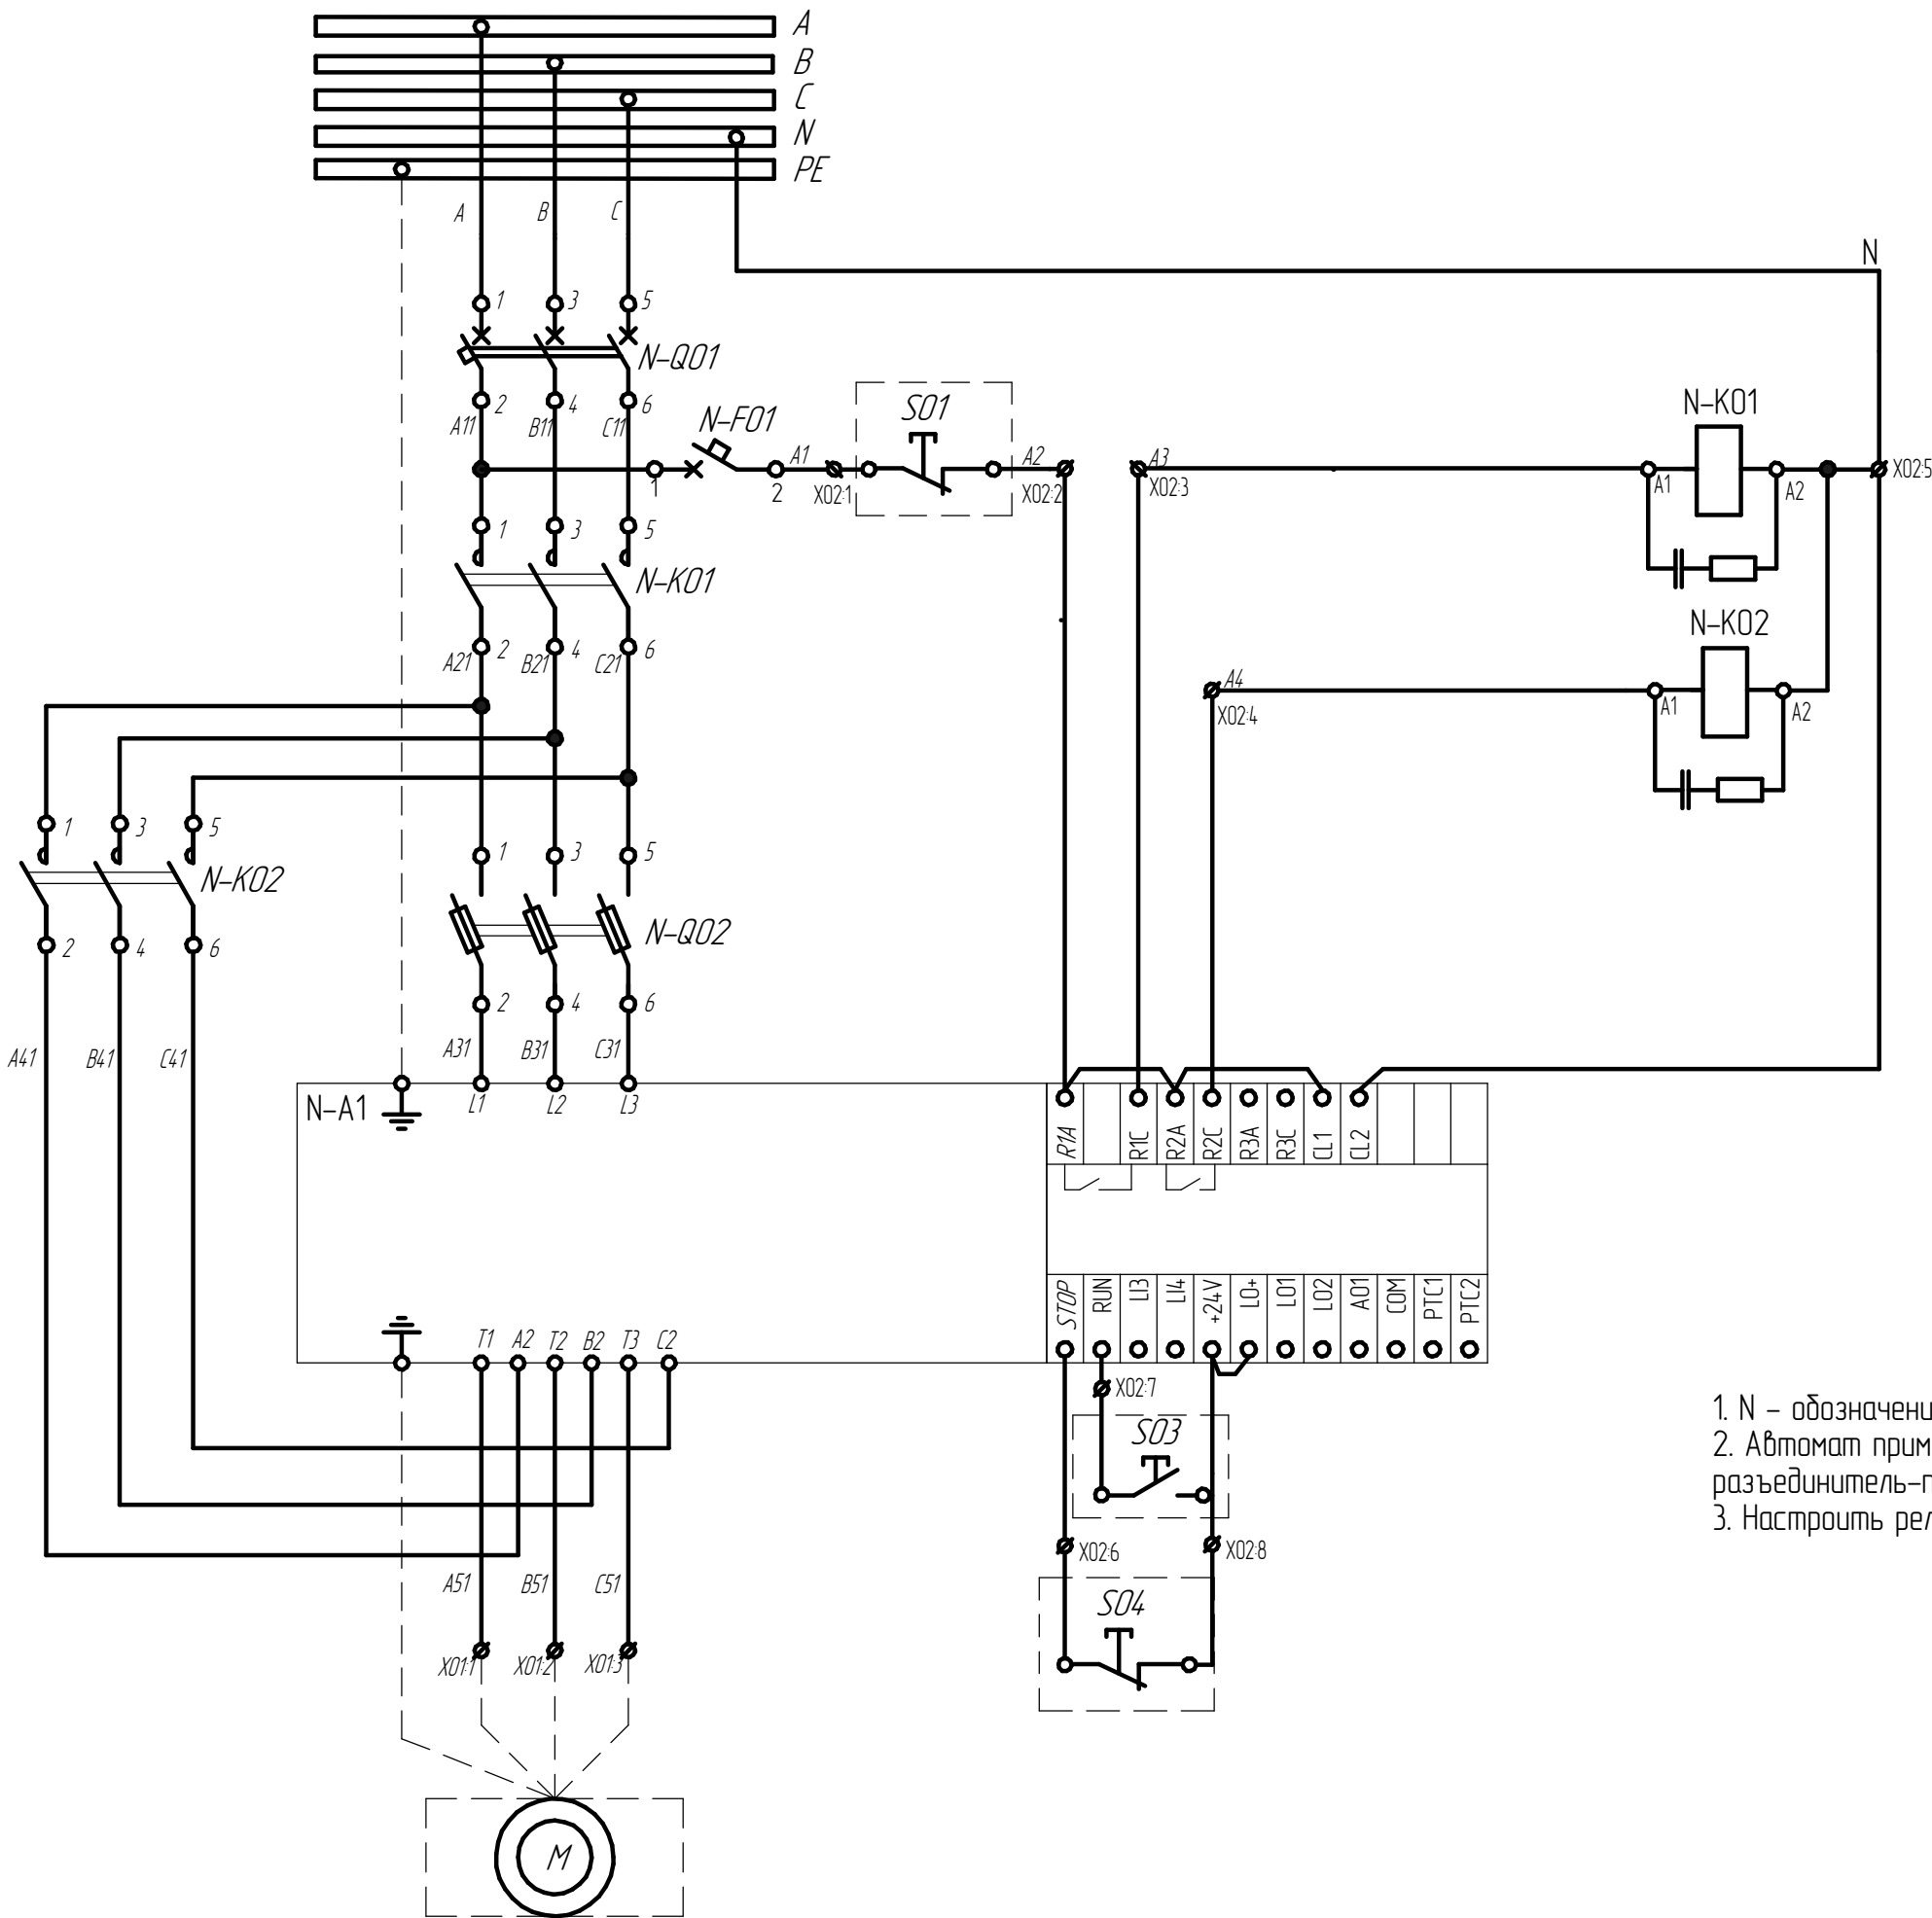 A
B
C
N
PE
A B C
N
1 3 5
N-Q01
2 4 6
A11 B11 C11
N-F01
1 2
A1
X02:1
S01
A2
X02:2
A3
X02:3
N-K01
A1 A2
X02:5
1 3 5
N-K01
2 4 6
A21 B21 C21
N-K02
A4
X02:4
A1 A2
1 3 5
N-K02
2 4 6
1 3 5
N-Q02
2 4 6
A41 B41 C41
A31 B31 C31
N-A1
L1 L2 L3
R1A R1C R2A R2C R3A R3C CL1 CL2
STOP RUN LI3 LI4 +24V LO+ LO1 LO2 AO1 COM PTC1 PTC2
T1 A2 T2 B2 T3 C2
X02:7
S03
X02:6 X02:8
S04
A51 B51 C51
X01:1 X01:2 X01:3
M
1. N – обозначени
2. Автомат прим
разъединитель-п
3. Настроить рел